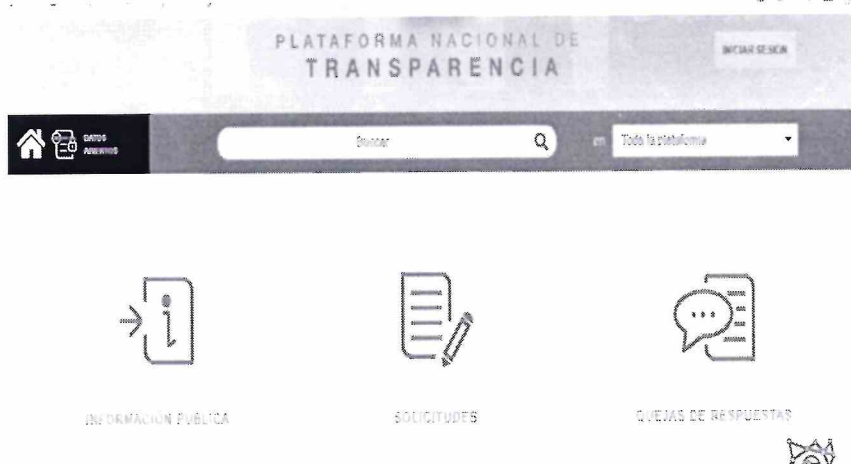 PLATAFORMA NACIONAL DE
TRANSPARENCIA
INICIAR SESIÓN
DATOS
ABIERTOS
Buscar
en
Toda la plataforma
INFORMACIÓN PÚBLICA
SOLICITUDES
QUEJAS DE RESPUESTAS